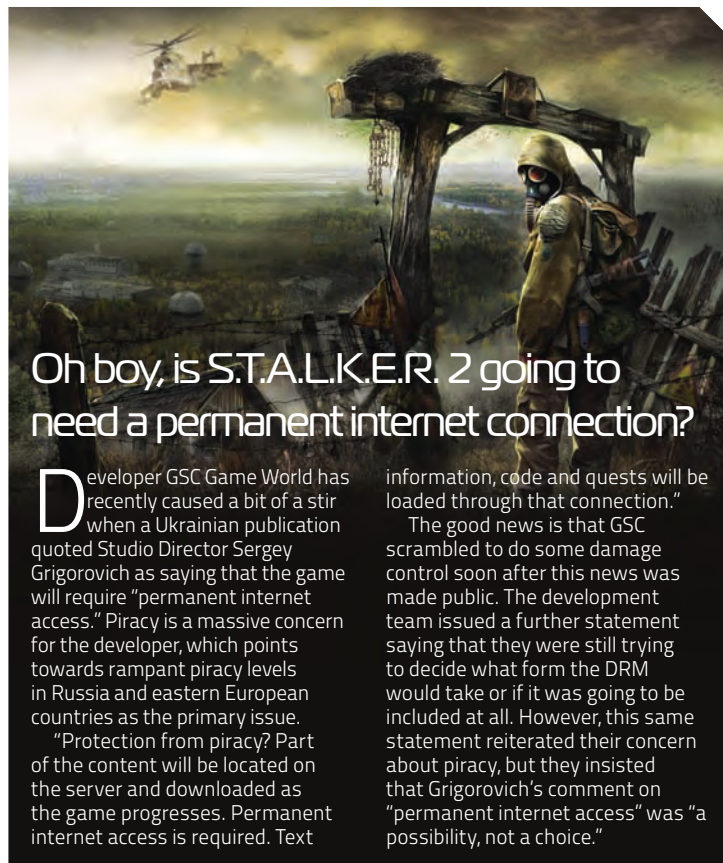 Oh boy, is S.T.A.L.K.E.R. 2 going to
need a permanent internet connection?
Developer GSC Game World has
recently caused a bit of a stir
when a Ukrainian publication
quoted Studio Director Sergey
Grigorovich as saying that the game
will require “permanent internet
access.” Piracy is a massive concern
for the developer, which points
towards rampant piracy levels
in Russia and eastern European
countries as the primary issue.
“Protection from piracy? Part
of the content will be located on
the server and downloaded as
the game progresses. Permanent
internet access is required. Text
information, code and quests will be
loaded through that connection.”
The good news is that GSC
scrambled to do some damage
control soon after this news was
made public. The development
team issued a further statement
saying that they were still trying
to decide what form the DRM
would take or if it was going to be
included at all. However, this same
statement reiterated their concern
about piracy, but they insisted
that Grigorovich’s comment on
“permanent internet access” was “a
possibility, not a choice.”